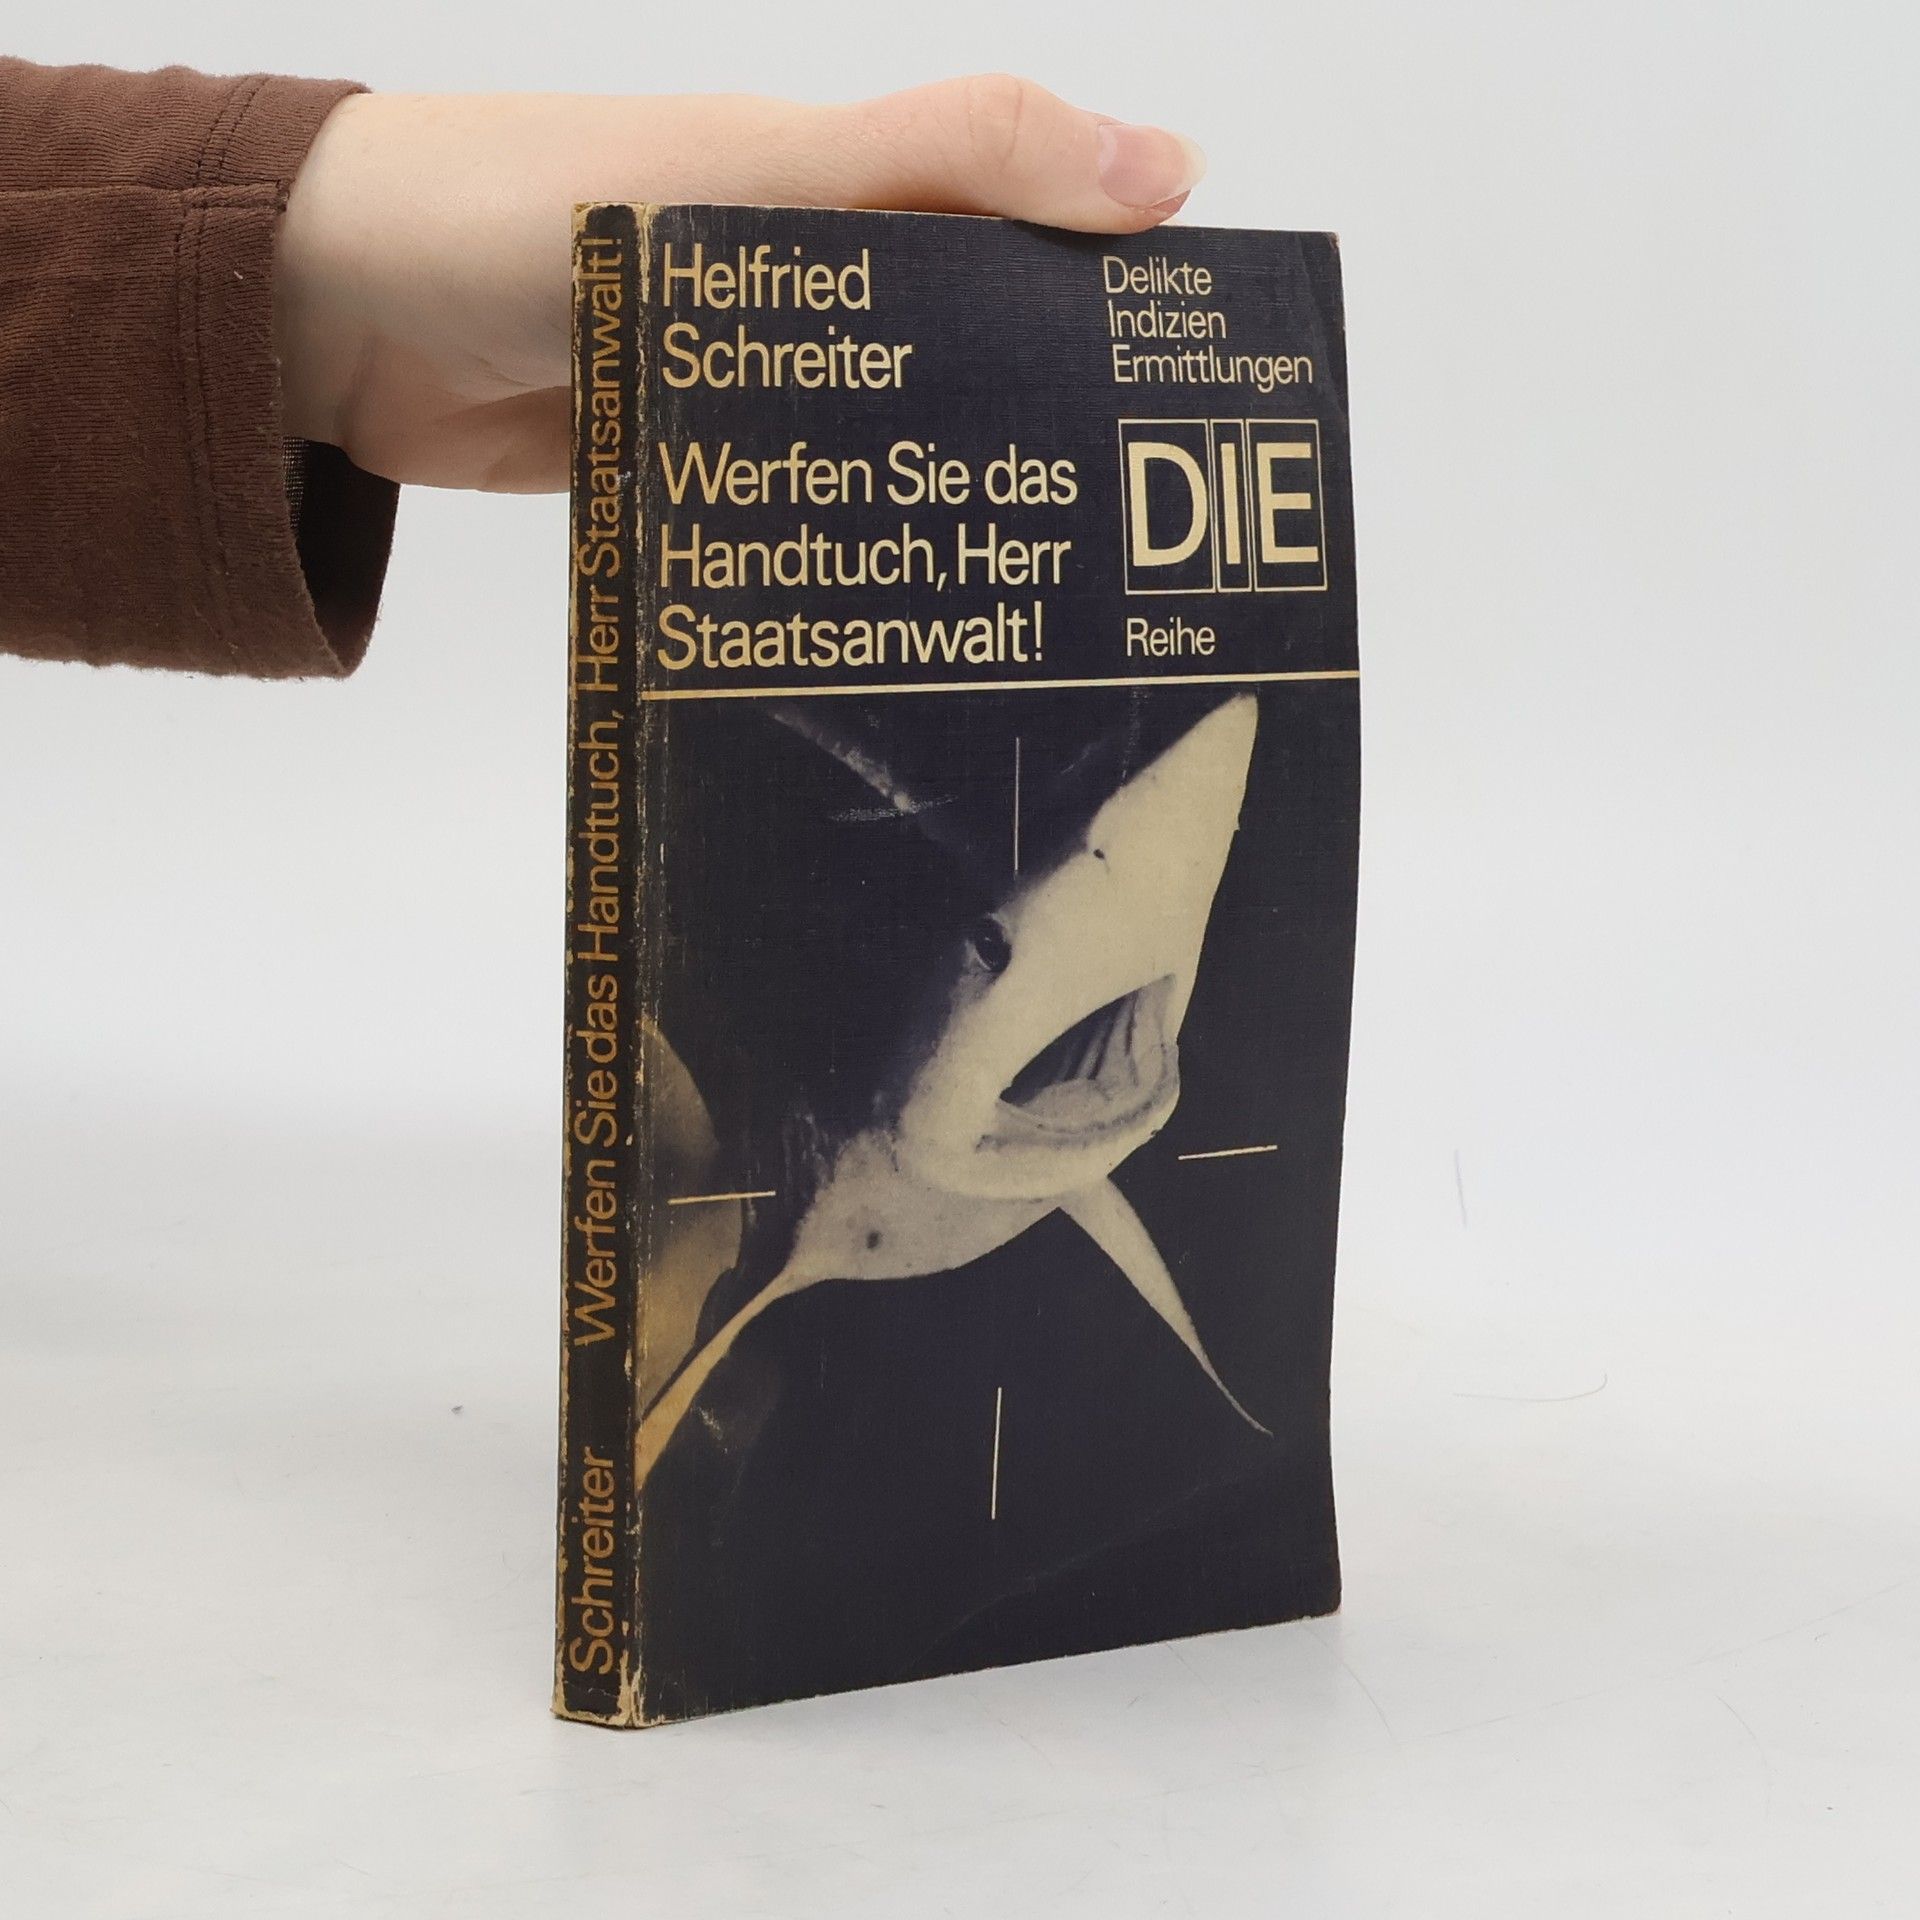 Helfried
Schreiter
Werfen Sie das
Handtuch, Herr
Staatsanwalt!
Delikte
Indizien
Ermittlungen
DIE
Reihe
Schreiter Werfen Sie das Handtuch, Herr Staatsanwalt!